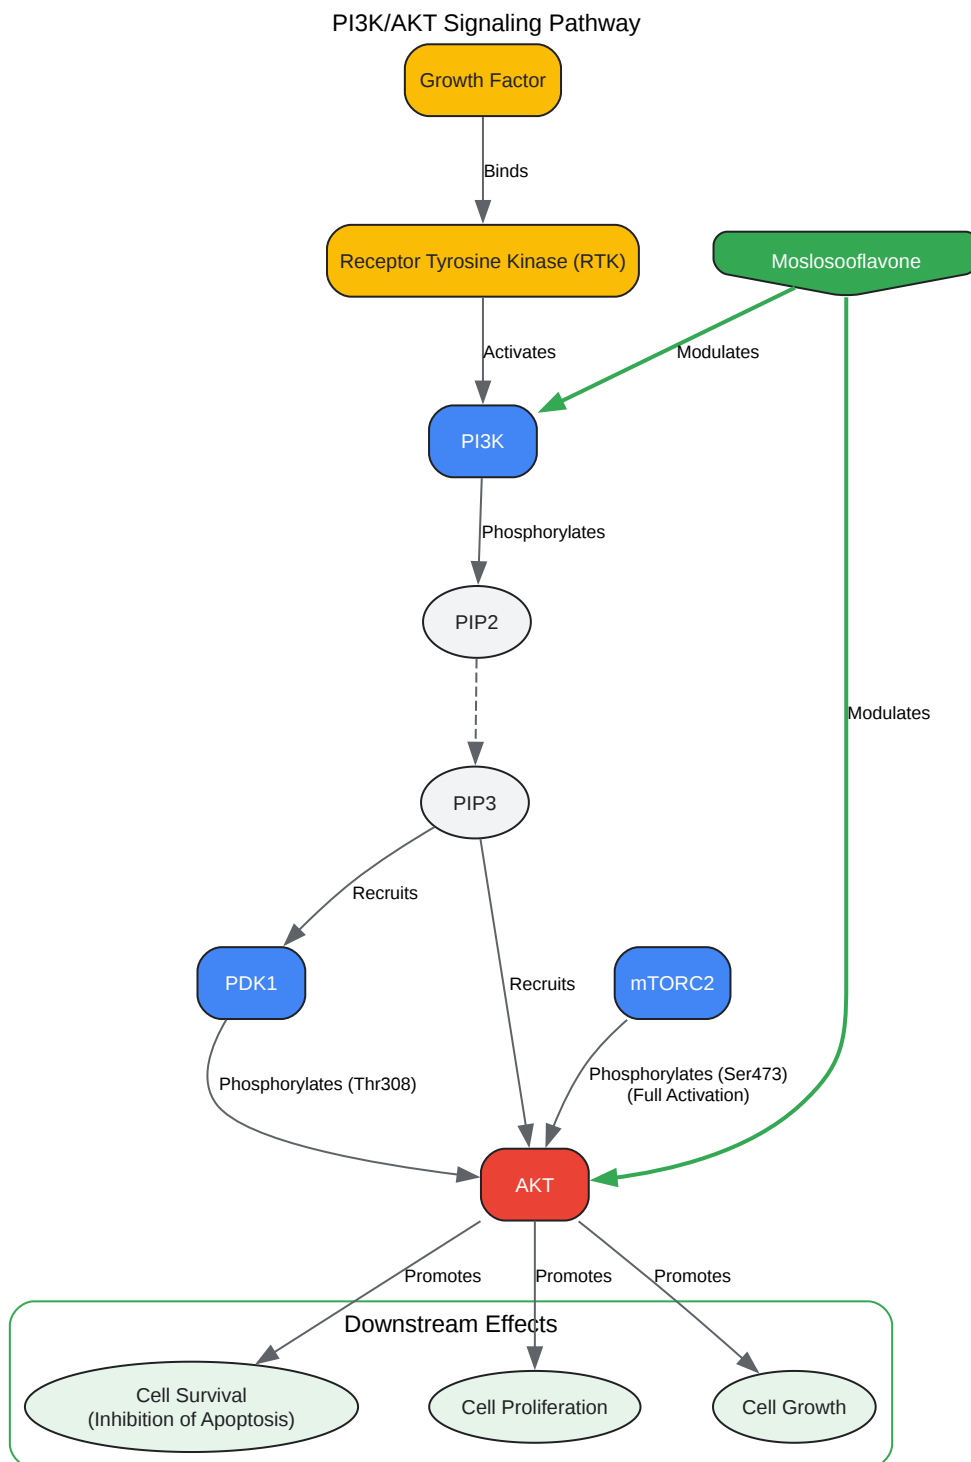 PI3K/AKT Signaling Pathway
Growth Factor
Binds
Receptor Tyrosine Kinase (RTK)
Moslosooflavone
Activates
Modulates
PI3K
Phosphorylates
PIP2
Modulates
PIP3
Recruits
PDK1
Recruits
mTORC2
Phosphorylates (Thr308)
Phosphorylates (Ser473)
(Full Activation)
AKT
Promotes
Promotes
Promotes
Downstream Effects
Cell Survival
(Inhibition of Apoptosis)
Cell Proliferation
Cell Growth